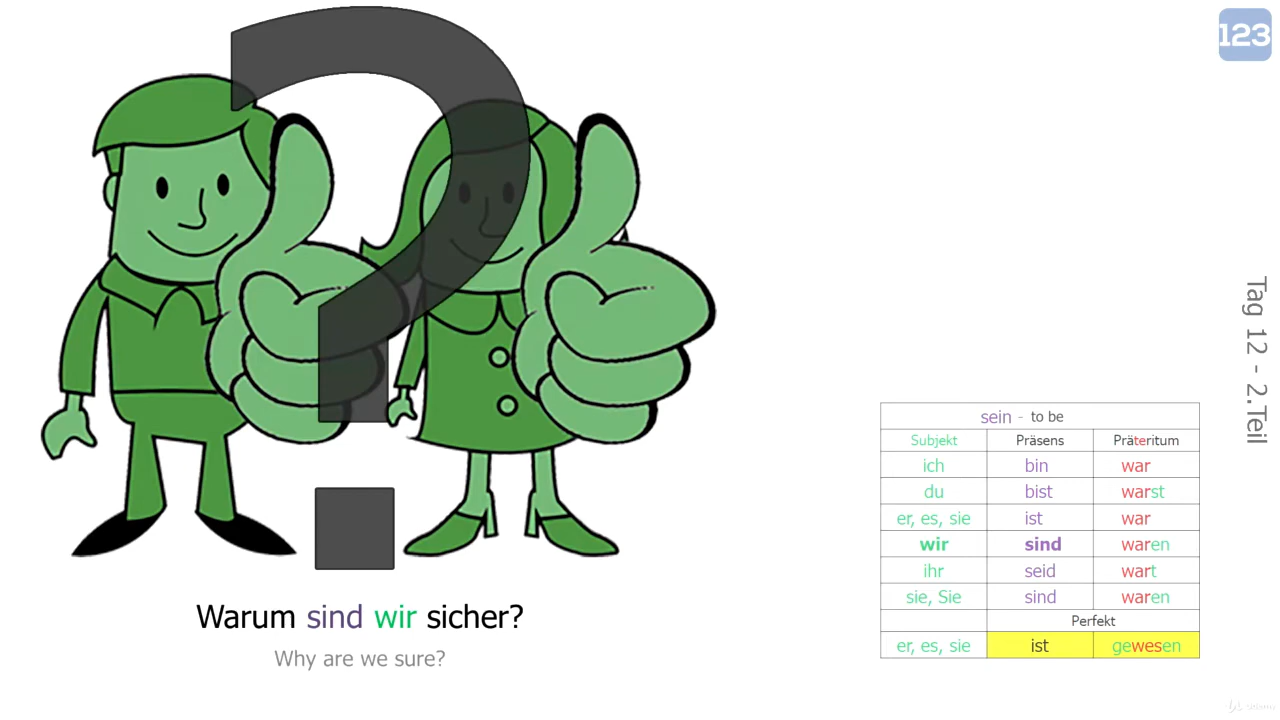 123
Warum sind wir sicher?
Why are we sure?
Tag 12 - 2.Teil
sein - to be
Subjekt Präsens Präteritum
ich bin war
du bist warst
er, es, sie ist war
wir sind waren
ihr seid wart
sie, Sie sind waren
Perfekt
er, es, sie ist gewesen